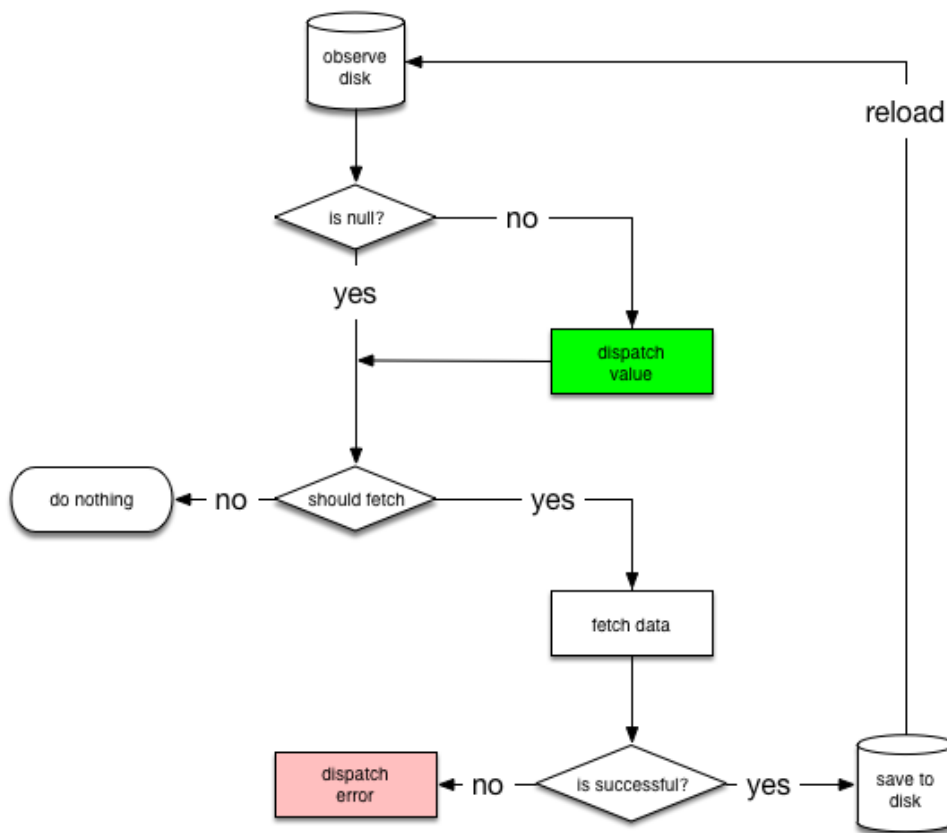 observe
disk
reload
is null?
no
yes
dispatch
value
do nothing
no
should fetch
yes
fetch data
dispatch
error
no
is successful?
yes
save to
disk